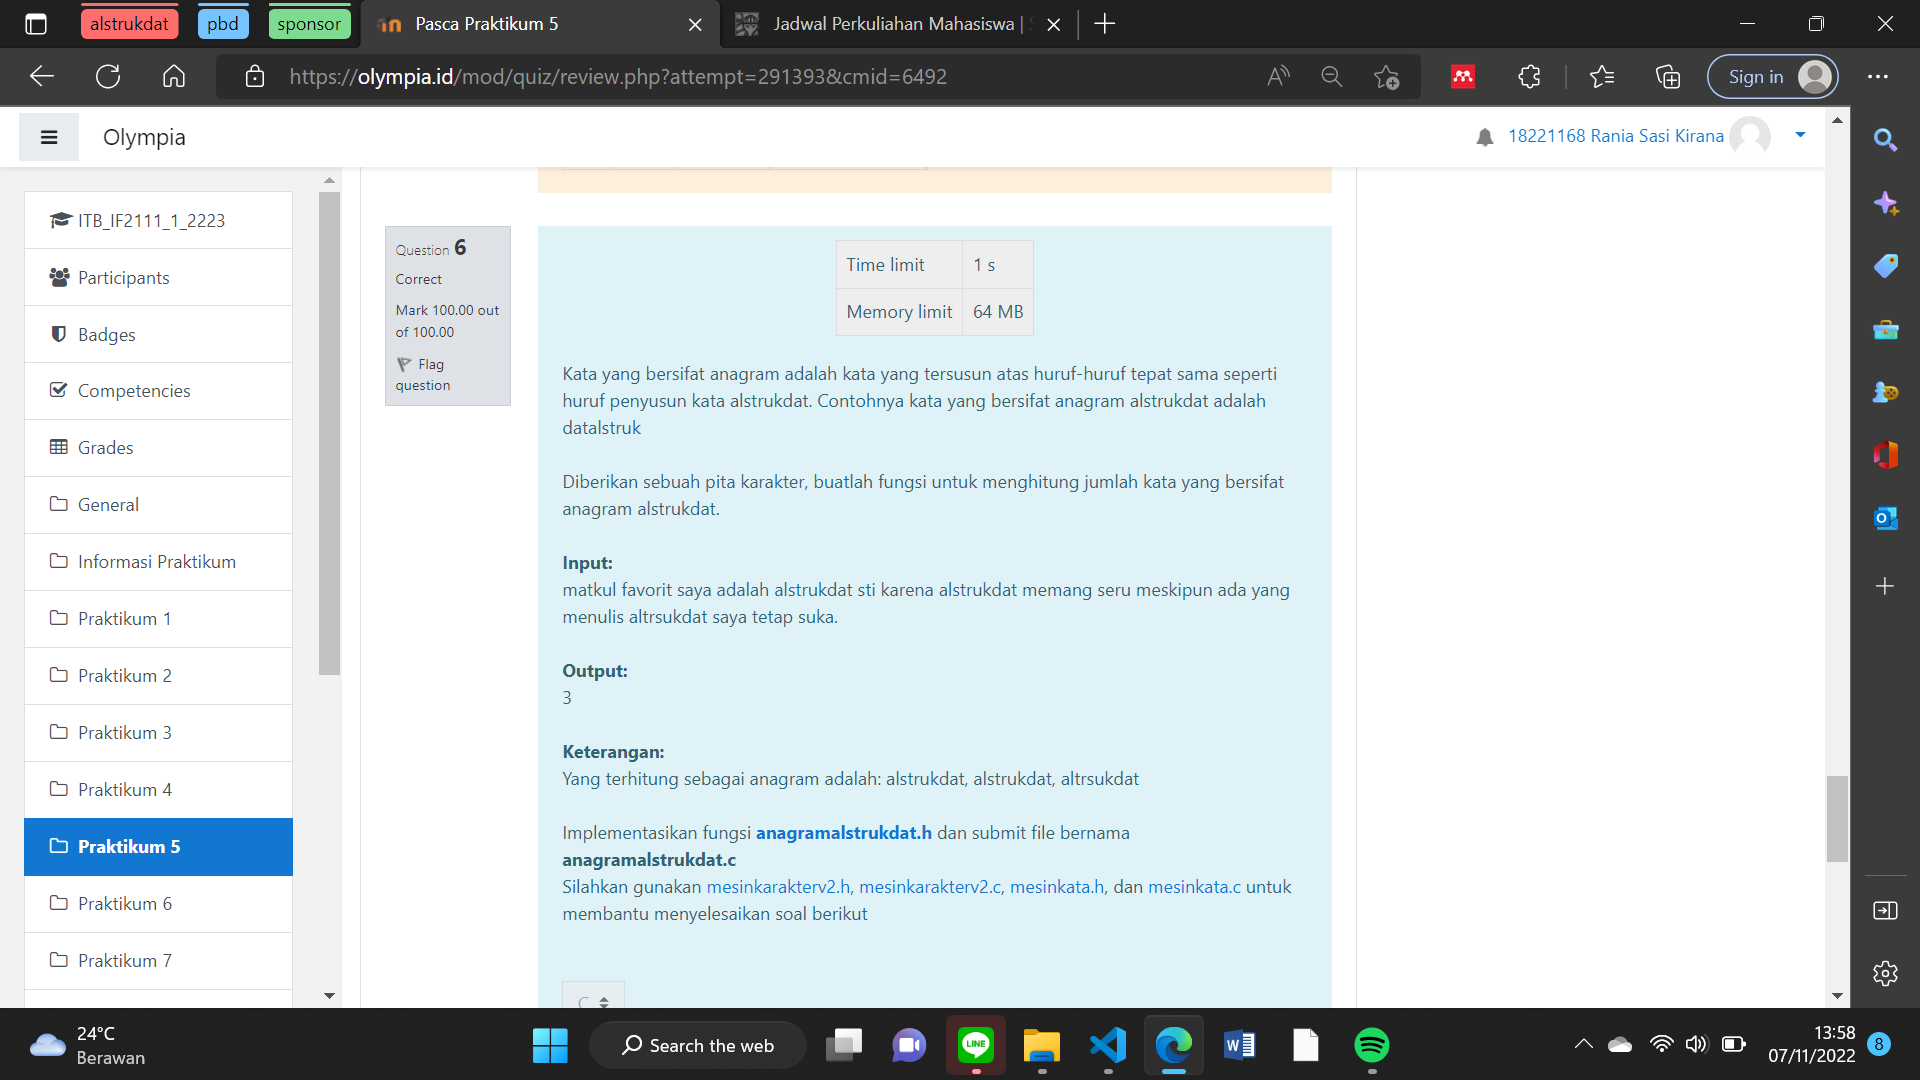 alstrukdat
pbd
sponsor
Pasca Praktikum 5
Jadwal Perkuliahan Mahasiswa |
https://olympia.id/mod/quiz/review.php?attempt=291393&cmid=6492
Sign in
Olympia
18221168 Rania Sasi Kirana
ITB_IF2111_1_2223
Participants
Badges
Competencies
Grades
General
Informasi Praktikum
Praktikum 1
Praktikum 2
Praktikum 3
Praktikum 4
Praktikum 5
Praktikum 6
Praktikum 7
Question 6
Correct
Mark 100.00 out
of 100.00
Flag
question
Time limit 1 s
Memory limit 64 MB
Kata yang bersifat anagram adalah kata yang tersusun atas huruf-huruf tepat sama seperti
huruf penyusun kata alstrukdat. Contohnya kata yang bersifat anagram alstrukdat adalah
datalstruk
Diberikan sebuah pita karakter, buatlah fungsi untuk menghitung jumlah kata yang bersifat
anagram alstrukdat.
Input:
matkul favorit saya adalah alstrukdat sti karena alstrukdat memang seru meskipun ada yang
menulis altrsukdat saya tetap suka.
Output:
3
Keterangan:
Yang terhitung sebagai anagram adalah: alstrukdat, alstrukdat, altrsukdat
Implementasikan fungsi anagramalstrukdat.h dan submit file bernama
anagramalstrukdat.c
Silahkan gunakan mesinkarakterv2.h, mesinkarakterv2.c, mesinkata.h, dan mesinkata.c untuk
membantu menyelesaikan soal berikut
C
24°C
Berawan
Search the web
LINE
13:58
07/11/2022
8